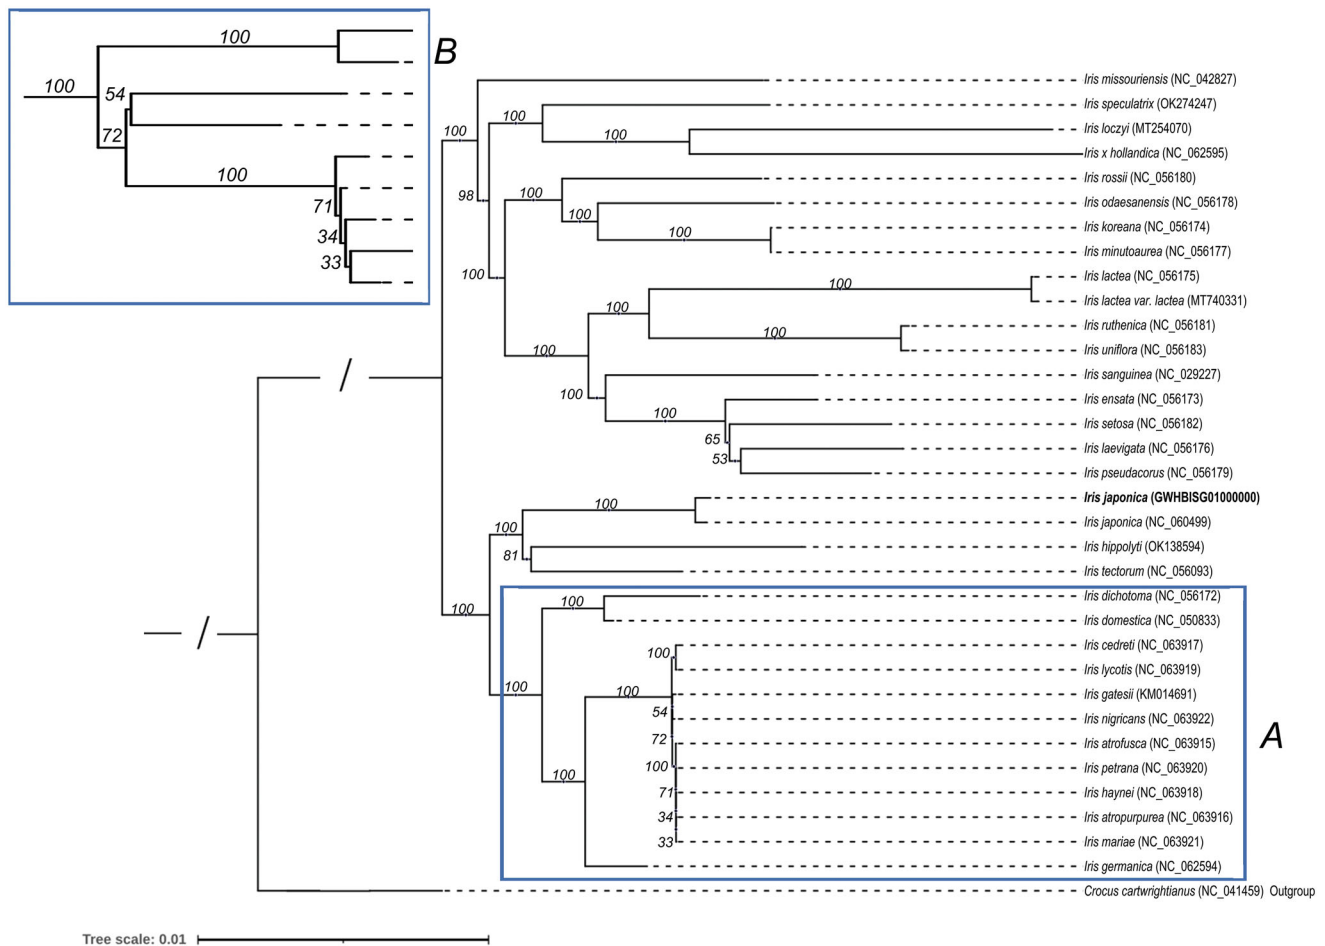 100
100
B
54
72
100
71
34
33
Iris missouriensis (NC_042827)
100
Iris speculatrix (OK274247)
100
Iris loczyi (MT254070)
100
Iris x hollandica (NC_062595)
98
Iris rossii (NC_056180)
100
Iris odaesanensis (NC_056178)
100
Iris koreana (NC_056174)
100
Iris minutoaurea (NC_056177)
100
Iris lactea (NC_056175)
100
Iris lactea var. lactea (MT740331)
100
Iris ruthenica (NC_056181)
100
Iris uniflora (NC_056183)
100
Iris sanguinea (NC_029227)
100
Iris ensata (NC_056173)
100
Iris setosa (NC_056182)
65
Iris laevigata (NC_056176)
53
Iris pseudacorus (NC_056179)
Iris japonica (GWHBISG01000000)
100
Iris japonica (NC_060499)
100
Iris hippolyti (OK138594)
81
Iris tectorum (NC_056093)
100
Iris dichotoma (NC_056172)
100
Iris domestica (NC_050833)
Iris cedreti (NC_063917)
100
Iris lycotis (NC_063919)
100
100
Iris gatesii (KM014691)
54
Iris nigricans (NC_063922)
72
Iris atrofusca (NC_063915)
A
100
100
Iris petrana (NC_063920)
71
Iris haynei (NC_063918)
34
Iris atropurpurea (NC_063916)
33
Iris mariae (NC_063921)
Iris germanica (NC_062594)
Crocus cartwrightianus (NC_041459) Outgroup
Tree scale: 0.01